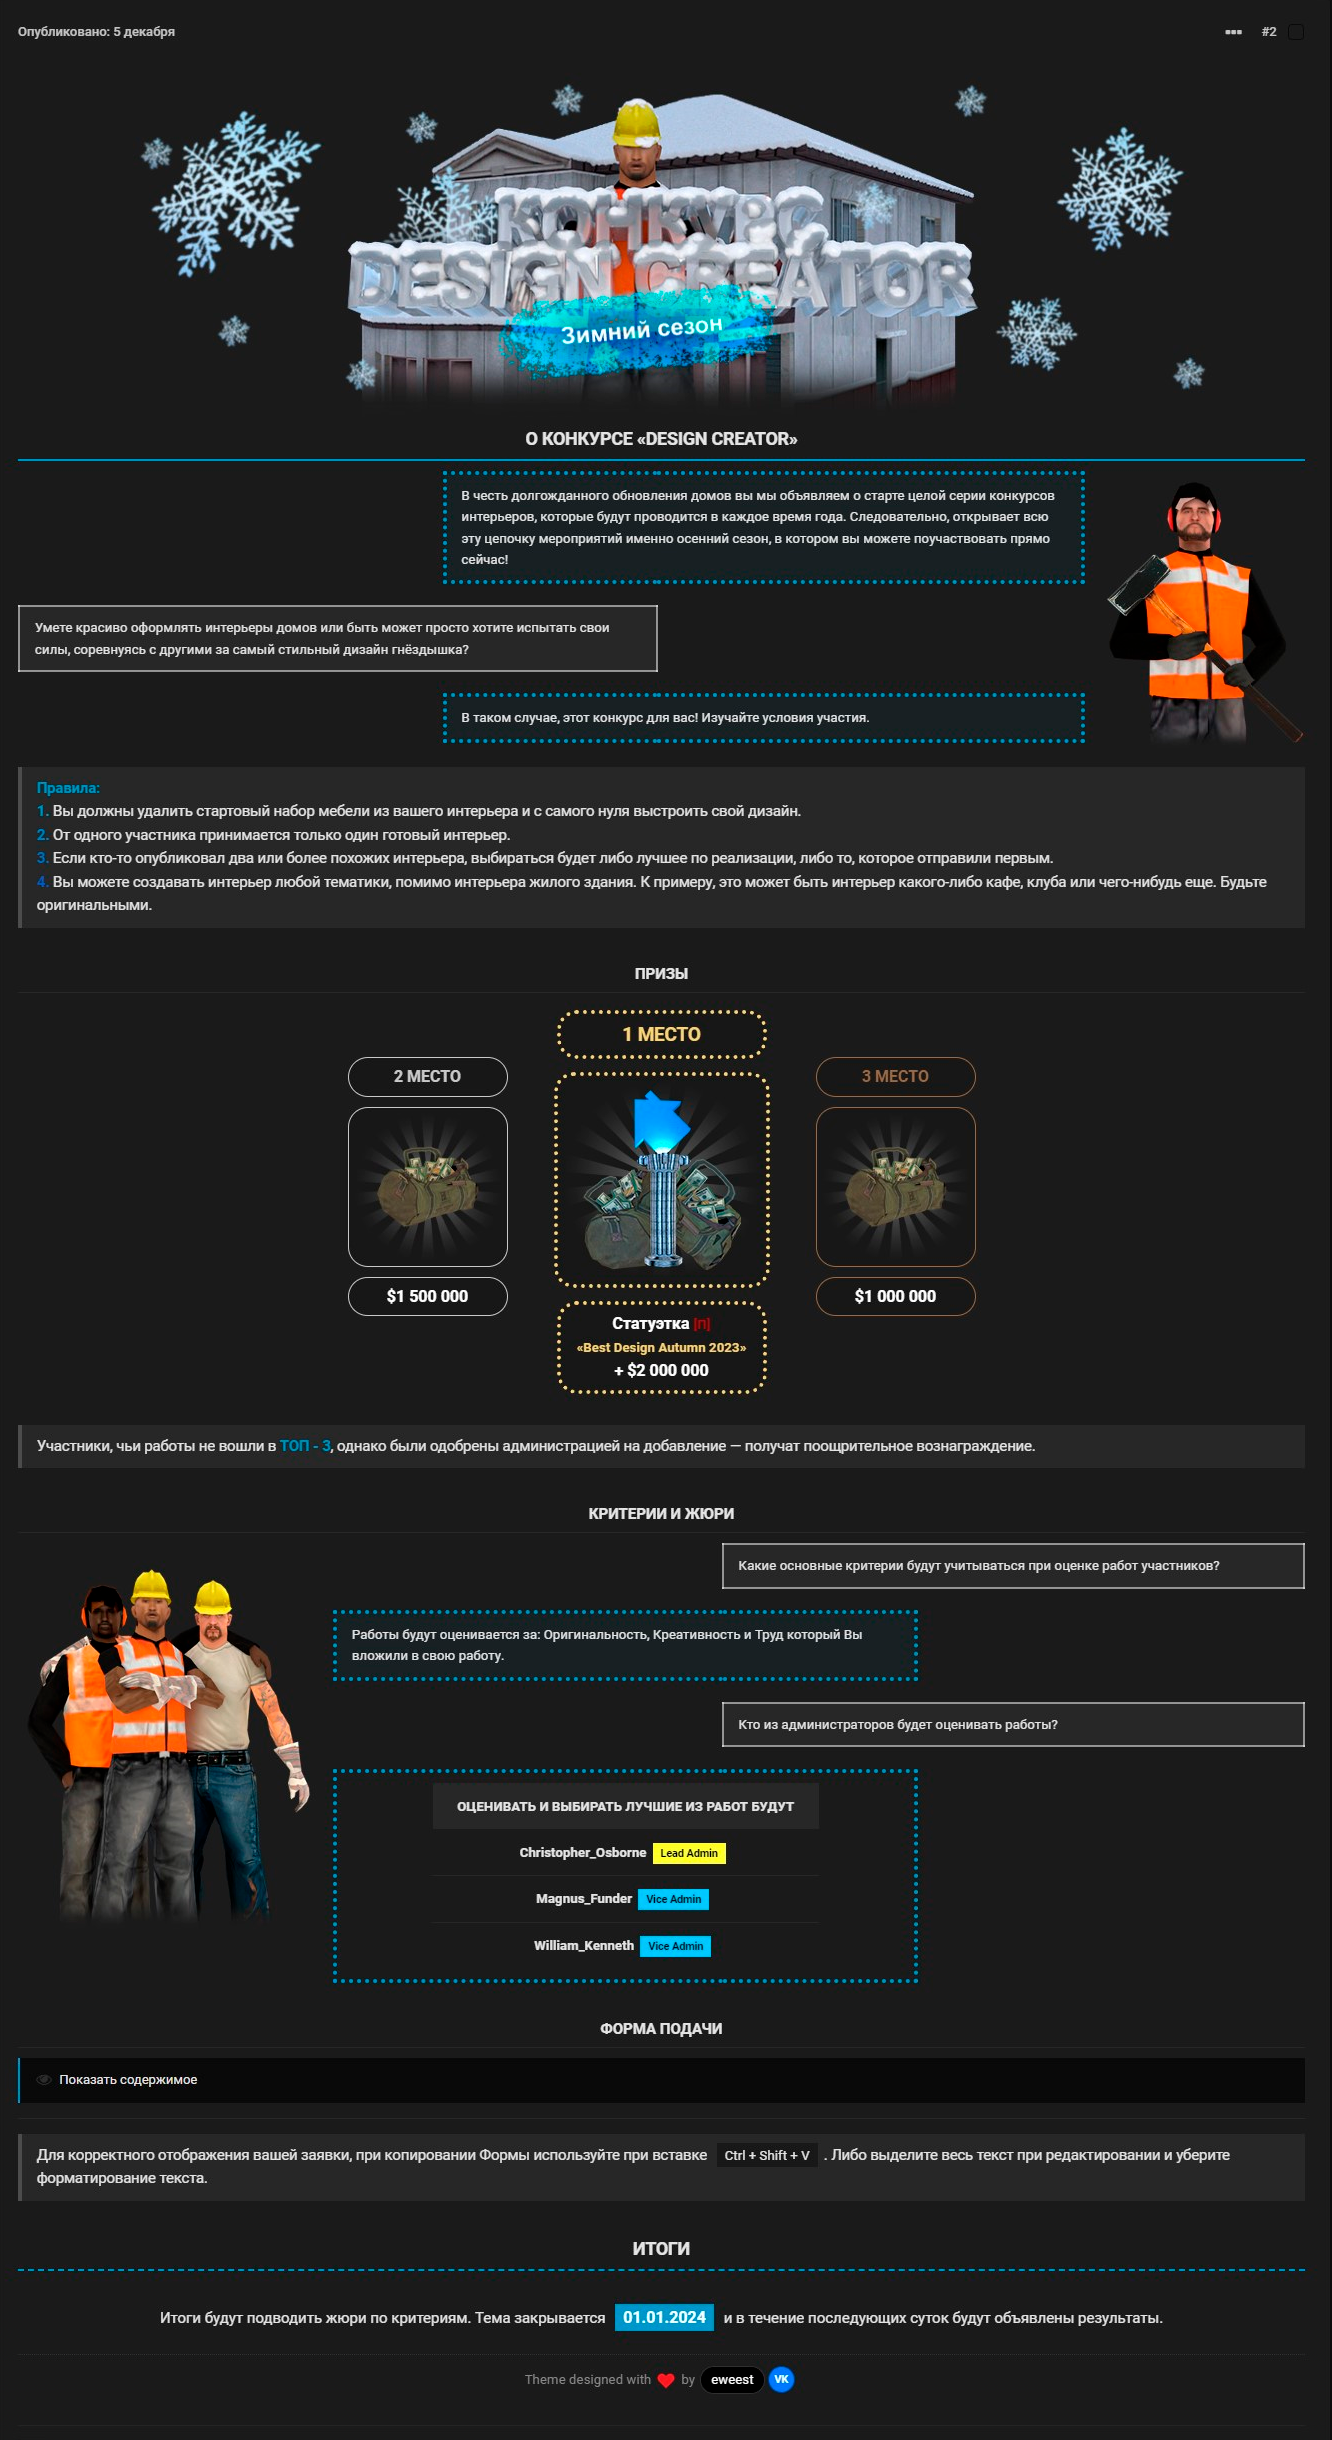 Опубликовано: 5 декабря
#2
КОНКУРС
DESIGN CREATOR
Зимний сезон
О КОНКУРСЕ «DESIGN CREATOR»
В честь долгожданного обновления домов вы мы объявляем о старте целой серии конкурсов
интерьеров, которые будут проводится в каждое время года. Следовательно, открывает всю
эту цепочку мероприятий именно осенний сезон, в котором вы можете поучаствовать прямо
сейчас!
Умете красиво оформлять интерьеры домов или быть может просто хотите испытать свои
силы, соревнуясь с другими за самый стильный дизайн гнёздышка?
В таком случае, этот конкурс для вас! Изучайте условия участия.
Правила:
1. Вы должны удалить стартовый набор мебели из вашего интерьера и с самого нуля выстроить свой дизайн.
2. От одного участника принимается только один готовый интерьер.
3. Если кто-то опубликовал два или более похожих интерьера, выбираться будет либо лучшее по реализации, либо то, которое отправили первым.
4. Вы можете создавать интерьер любой тематики, помимо интерьера жилого здания. К примеру, это может быть интерьер какого-либо кафе, клуба или чего-нибудь еще. Будьте
оригинальными.
ПРИЗЫ
1 МЕСТО
2 МЕСТО
3 МЕСТО
$1 500 000
$1 000 000
Статуэтка [П]
«Best Design Autumn 2023»
+ $2 000 000
Участники, чьи работы не вошли в ТОП - 3, однако были одобрены администрацией на добавление — получат поощрительное вознаграждение.
КРИТЕРИИ И ЖЮРИ
Какие основные критерии будут учитываться при оценке работ участников?
Работы будут оценивается за: Оригинальность, Креативность и Труд который Вы
вложили в свою работу.
Кто из администраторов будет оценивать работы?
ОЦЕНИВАТЬ И ВЫБИРАТЬ ЛУЧШИЕ ИЗ РАБОТ БУДУТ
Christopher_Osborne Lead Admin
Magnus_Funder Vice Admin
William_Kenneth Vice Admin
ФОРМА ПОДАЧИ
Показать содержимое
Для корректного отображения вашей заявки, при копировании Формы используйте при вставке Ctrl + Shift + V . Либо выделите весь текст при редактировании и уберите
форматирование текста.
ИТОГИ
Итоги будут подводить жюри по критериям. Тема закрывается 01.01.2024 и в течение последующих суток будут объявлены результаты.
Theme designed with ❤ by eweest VK